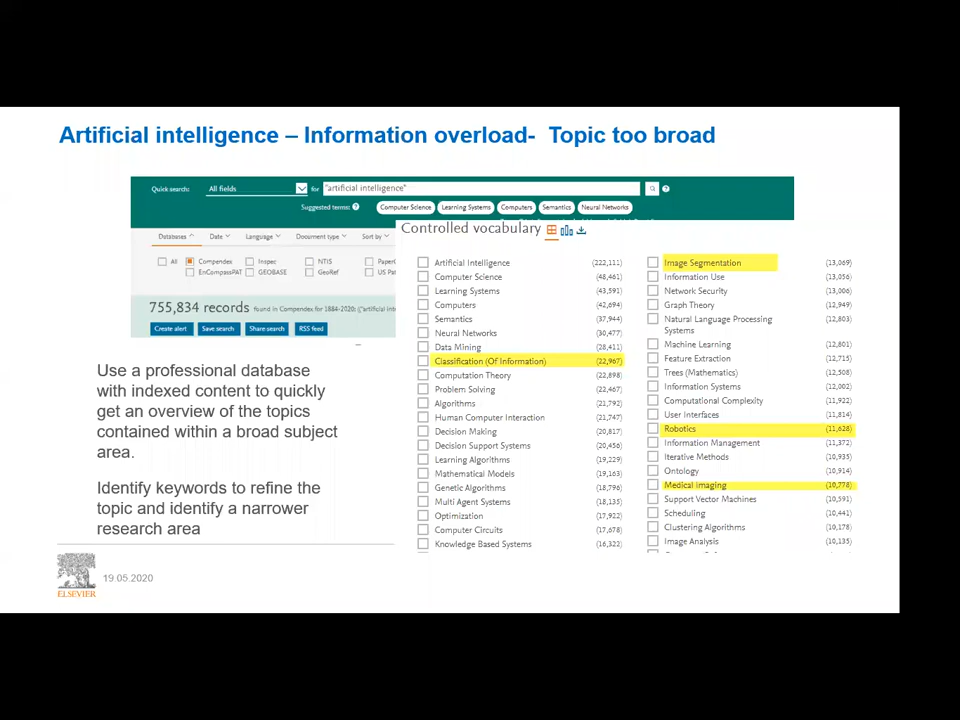 Artificial intelligence – Information overload- Topic too broad
Quick search: All fields for "artificial intelligence"
Suggested terms: Computer Science Learning Systems Computers Semantics Neural Networks
Databases Date Language Document type Sort by
All Compendex Inspec NTIS
EnCompassPAT GEOBASE GeoRef US Pat
755,834 records found in Compendex for 1884-2020:
Create alert Save search Share search RSS feed
Use a professional database
with indexed content to quickly
get an overview of the topics
contained within a broad subject
area.
Identify keywords to refine the
topic and identify a narrower
research area
Controlled vocabulary
Artificial Intelligence (222,111)
Computer Science (48,461)
Learning Systems (43,591)
Computers (42,694)
Semantics (37,944)
Neural Networks (30,477)
Data Mining (28,411)
Classification (Of Information) (22,967)
Computation Theory (22,898)
Problem Solving (22,467)
Algorithms (21,792)
Human Computer Interaction (21,747)
Decision Making (20,817)
Decision Support Systems (20,456)
Learning Algorithms (19,229)
Mathematical Models (19,163)
Genetic Algorithms (18,796)
Multi Agent Systems (18,135)
Optimization (17,922)
Computer Circuits (17,678)
Knowledge Based Systems (16,322)
Image Segmentation (13,069)
Information Use (13,056)
Network Security (13,006)
Graph Theory (12,949)
Natural Language Processing (12,803)
Systems
Machine Learning (12,801)
Feature Extraction (12,715)
Trees (Mathematics) (12,508)
Information Systems (12,002)
Computational Complexity (11,922)
User Interfaces (11,814)
Robotics (11,628)
Information Management (11,372)
Iterative Methods (10,935)
Ontology (10,914)
Medical Imaging (10,778)
Support Vector Machines (10,591)
Scheduling (10,441)
Clustering Algorithms (10,178)
Image Analysis (10,135)
ELSEVIER
19.05.2020